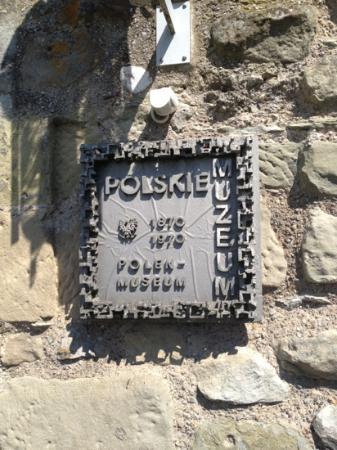 POLSKIE
MUZEUM
1870
1970
POLEN-
MUSEUM